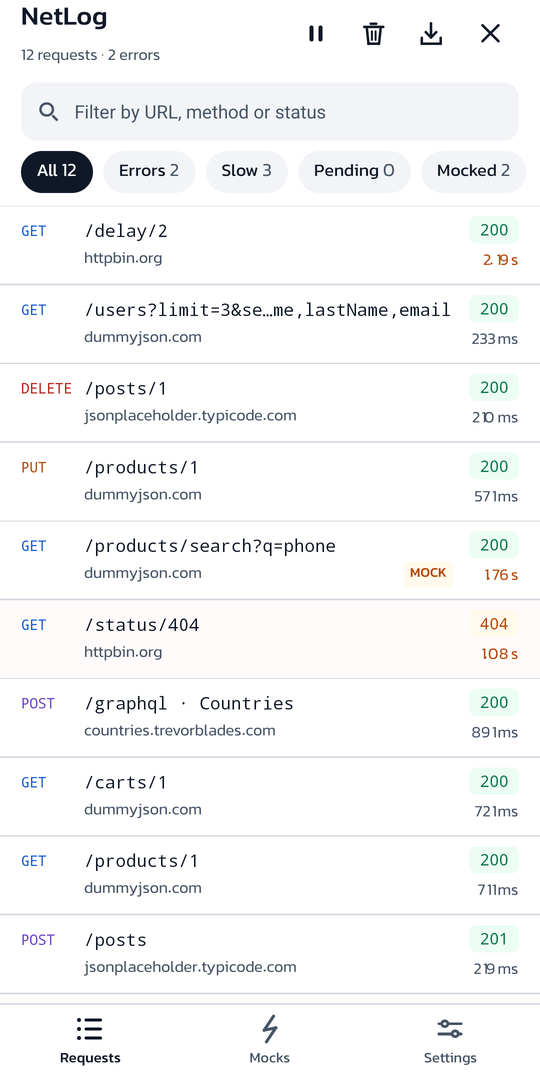 NetLog
12 requests · 2 errors
Filter by URL, method or status
All 12 Errors 2 Slow 3 Pending 0 Mocked 2
GET /delay/2 200
httpbin.org 2.19 s
GET /users?limit=3&se…me,lastName,email 200
dummyjson.com 233 ms
DELETE /posts/1 200
jsonplaceholder.typicode.com 210 ms
PUT /products/1 200
dummyjson.com 571 ms
GET /products/search?q=phone 200
dummyjson.com MOCK 1.76 s
GET /status/404 404
httpbin.org 1.08 s
POST /graphql · Countries 200
countries.trevorblades.com 891 ms
GET /carts/1 200
dummyjson.com 721 ms
GET /products/1 200
dummyjson.com 711 ms
POST /posts 201
jsonplaceholder.typicode.com 219 ms
Requests Mocks Settings